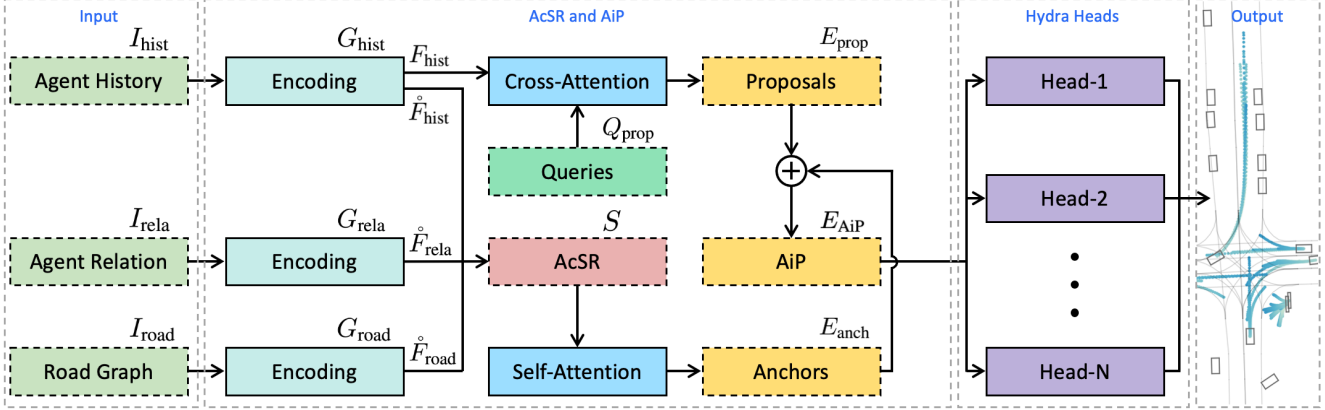 Input
AcSR and AiP
Hydra Heads
Output
I_hist
G_hist
F_hist
E_prop
Agent History
Encoding
Cross-Attention
Proposals
Head-1
F̊_hist
Q_prop
Queries
+
Head-2
I_rela
G_rela
F̊_rela
S
E_AiP
Agent Relation
Encoding
AcSR
AiP
I_road
G_road
F̊_road
E_anch
Road Graph
Encoding
Self-Attention
Anchors
Head-N